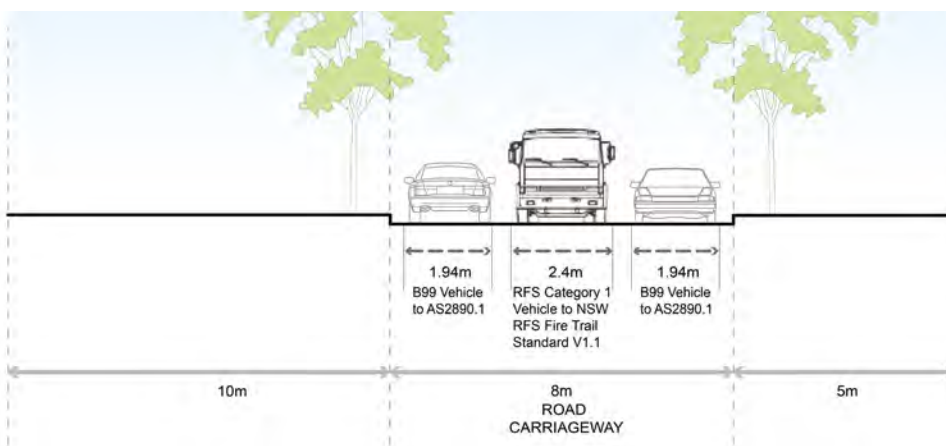 1.94m
B99 Vehicle
to AS2890.1
2.4m
RFS Category 1
Vehicle to NSW
RFS Fire Trail
Standard V1.1
1.94m
B99 Vehicle
to AS2890.1
10m
8m
ROAD
CARRIAGEWAY
5m